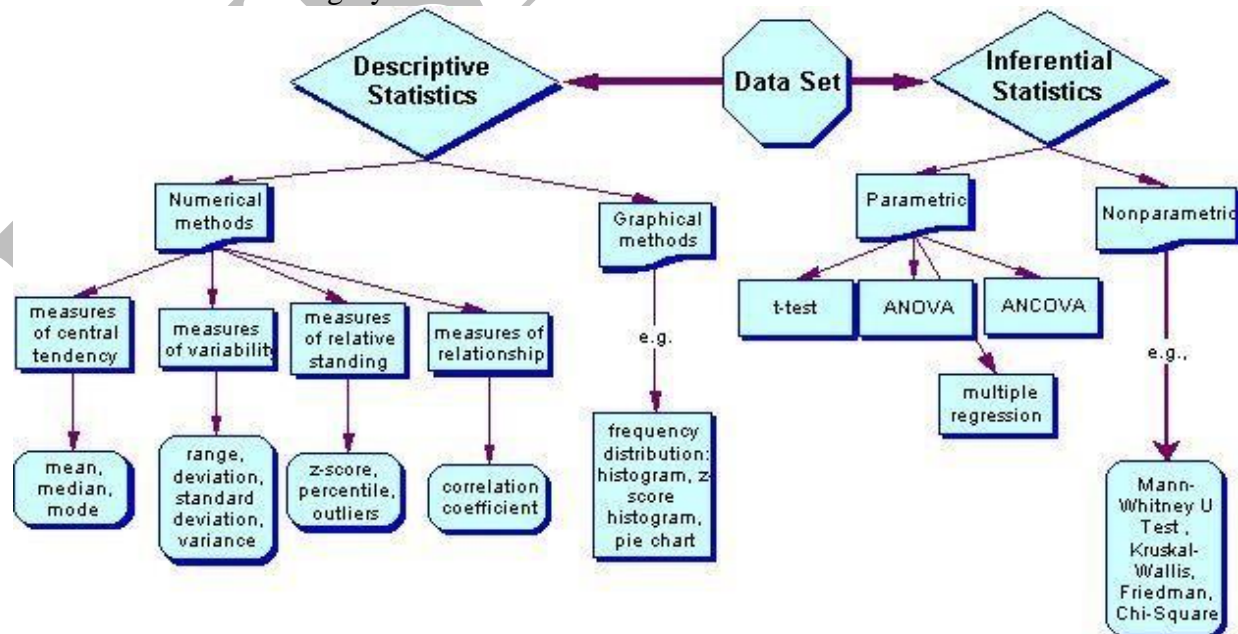 Descriptive
Statistics
Data Set
Inferential
Statistics
Numerical
methods
Graphical
methods
Parametric
Nonparametric
measures
of central
tendency
measures
of variability
measures
of relative
standing
measures of
relationship
e.g.
t-test
ANOVA
ANCOVA
e.g.,
multiple
regression
mean,
median,
mode
range,
deviation,
standard
deviation,
variance
z-score,
percentile,
outliers
correlation
coefficient
frequency
distribution:
histogram, z-
score
histogram,
pie chart
Mann-
Whitney U
Test ,
Kruskal-
Wallis,
Friedman,
Chi-Square